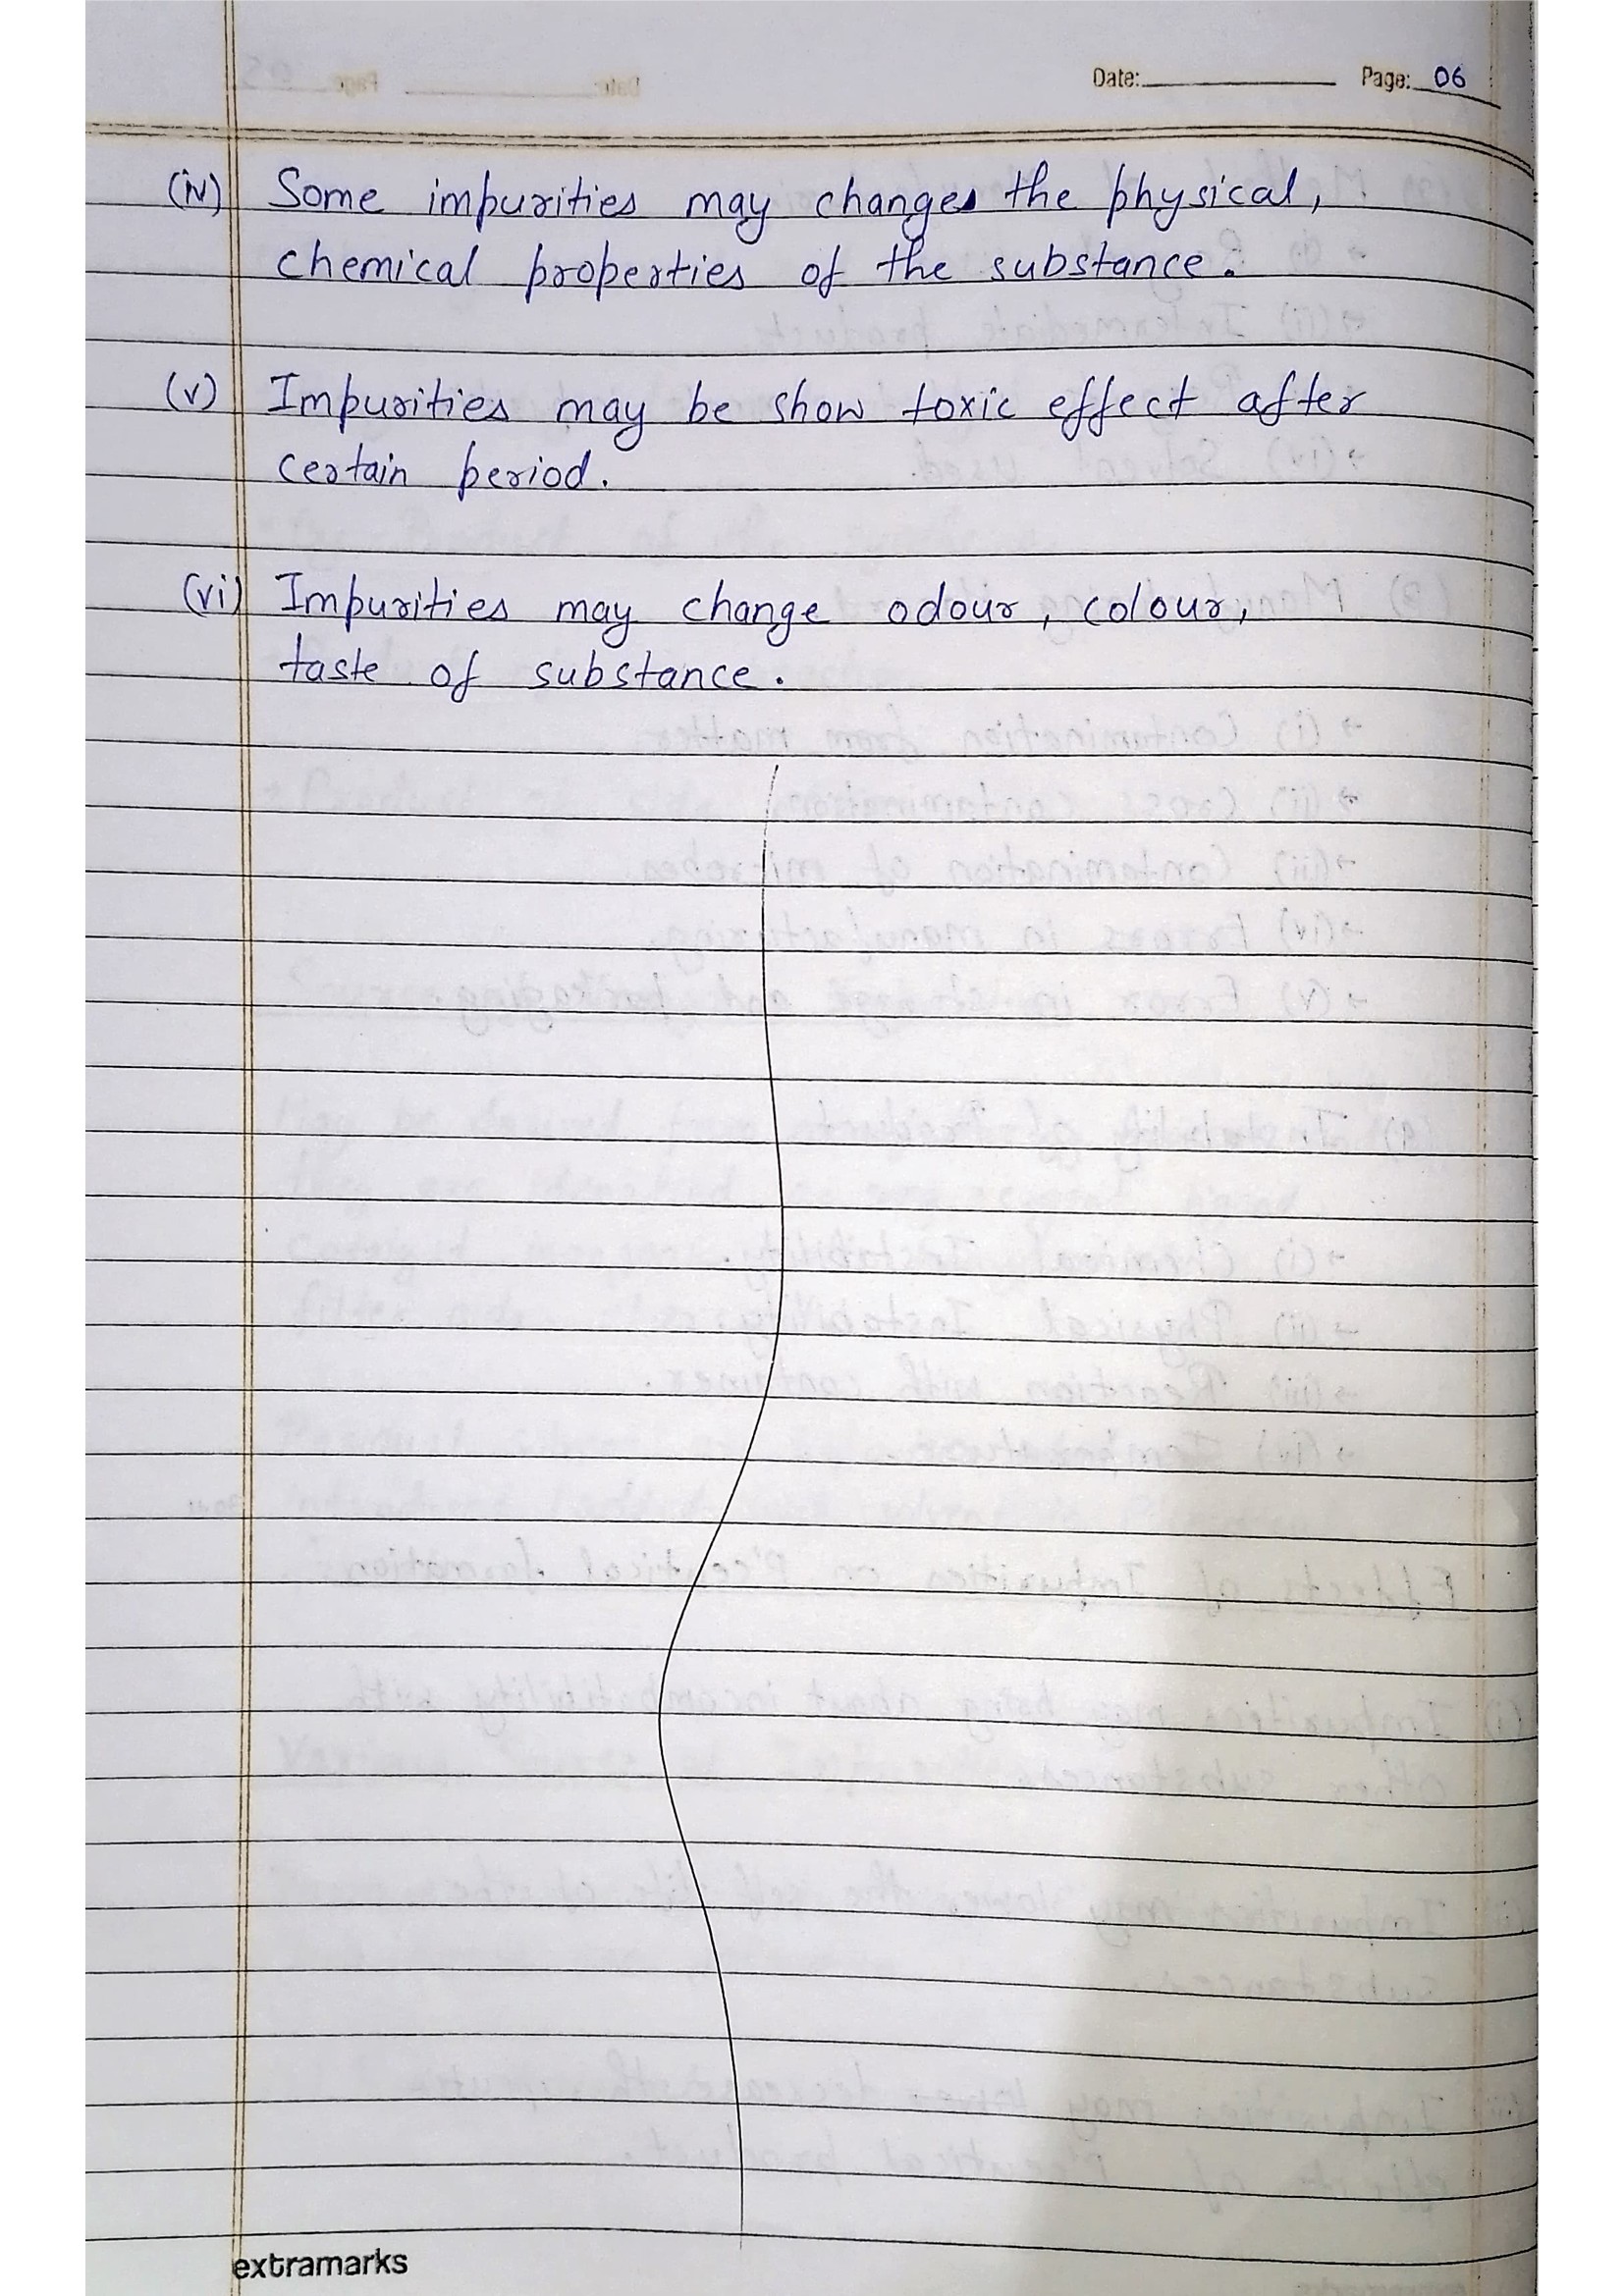 Date: Page: 06
(iv) Some impurities may changes the physical,
chemical properties of the substance.
(v) Impurities may be show toxic effect after
certain period.
(vi) Impurities may change odour, colour,
taste of substance.
extramarks